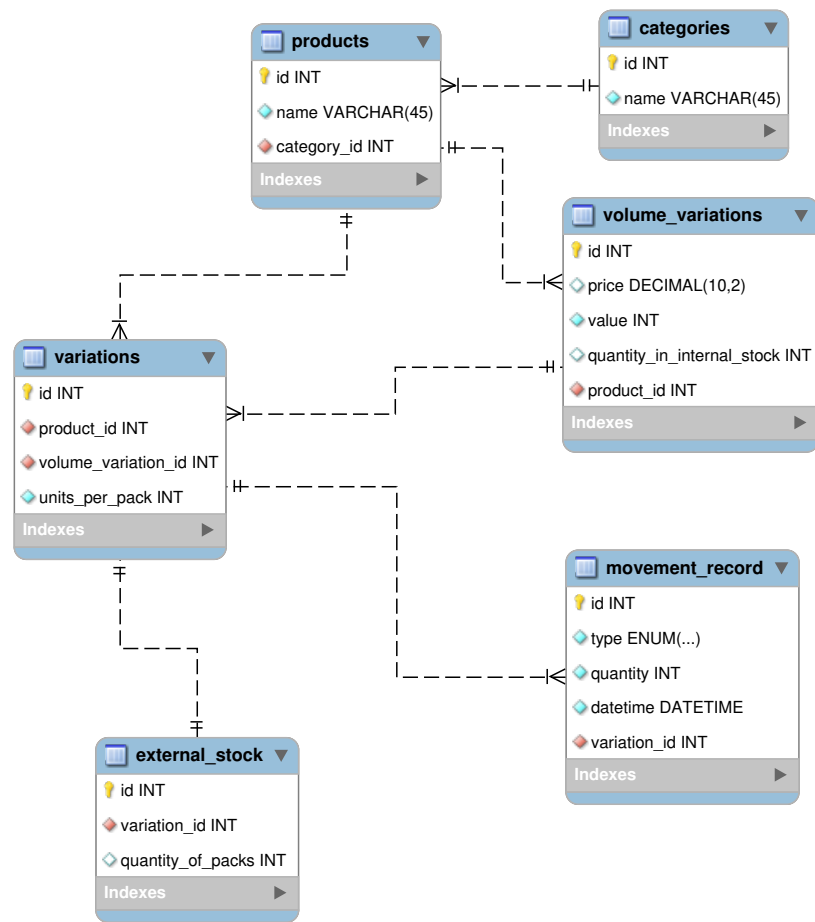 products
id INT
name VARCHAR(45)
category_id INT
Indexes
categories
id INT
name VARCHAR(45)
Indexes
volume_variations
id INT
price DECIMAL(10,2)
value INT
quantity_in_internal_stock INT
product_id INT
Indexes
variations
id INT
product_id INT
volume_variation_id INT
units_per_pack INT
Indexes
movement_record
id INT
type ENUM(...)
quantity INT
datetime DATETIME
variation_id INT
Indexes
external_stock
id INT
variation_id INT
quantity_of_packs INT
Indexes